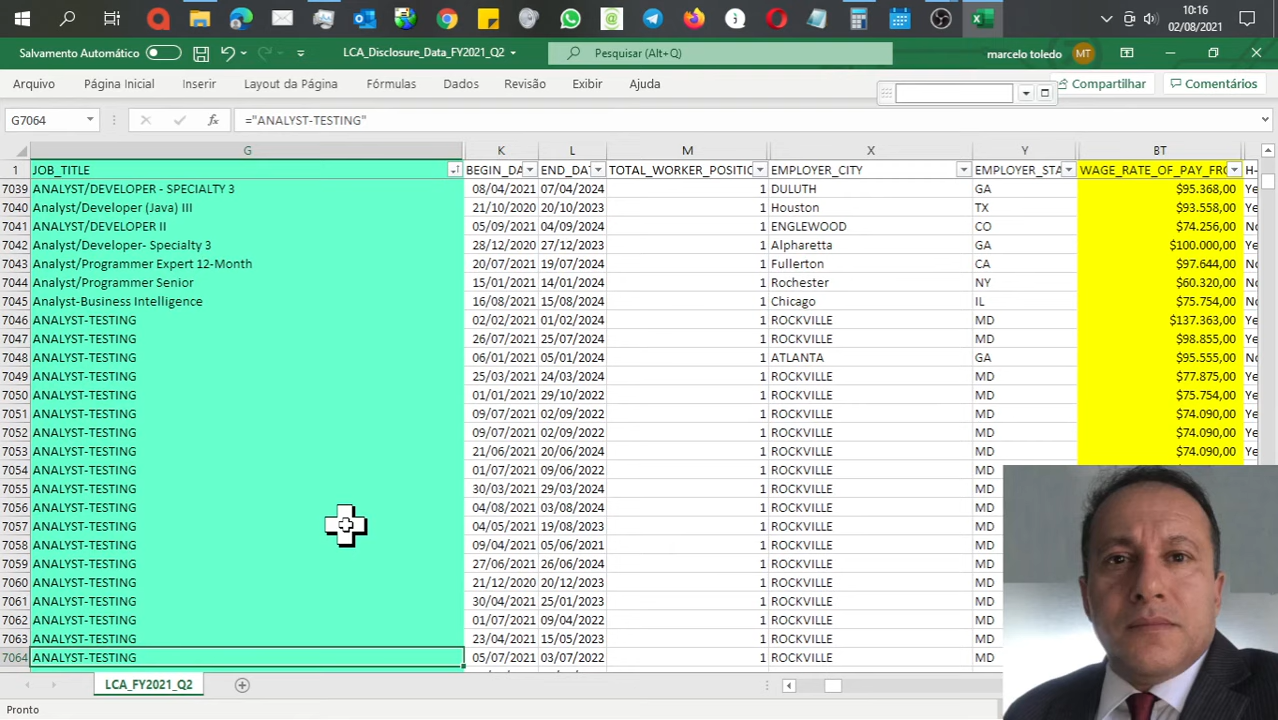 10:16
02/08/2021
Salvamento Automático
LCA_Disclosure_Data_FY2021_Q2
Pesquisar (Alt+Q)
marcelo toledo MT
Arquivo Página Inicial Inserir Layout da Página Fórmulas Dados Revisão Exibir Ajuda Compartilhar Comentários
G7064 fx ="ANALYST-TESTING"
G K L M X Y BT
1 JOB_TITLE BEGIN_DA END_DAT TOTAL_WORKER_POSITIC EMPLOYER_CITY EMPLOYER_STA WAGE_RATE_OF_PAY_FRO H-
7039 ANALYST/DEVELOPER - SPECIALTY 3 08/04/2021 07/04/2024 1 DULUTH GA $95.368,00 Ye
7040 Analyst/Developer (Java) III 21/10/2020 20/10/2023 1 Houston TX $93.558,00 Ye
7041 ANALYST/DEVELOPER II 05/09/2021 04/09/2024 1 ENGLEWOOD CO $74.256,00 No
7042 Analyst/Developer- Specialty 3 28/12/2020 27/12/2023 1 Alpharetta GA $100.000,00 Ye
7043 Analyst/Programmer Expert 12-Month 20/07/2021 19/07/2024 1 Fullerton CA $97.644,00 No
7044 Analyst/Programmer Senior 15/01/2021 14/01/2024 1 Rochester NY $60.320,00 No
7045 Analyst-Business Intelligence 16/08/2021 15/08/2024 1 Chicago IL $75.754,00 No
7046 ANALYST-TESTING 02/02/2021 01/02/2024 1 ROCKVILLE MD $137.363,00 Ye
7047 ANALYST-TESTING 26/07/2021 25/07/2024 1 ROCKVILLE MD $98.855,00 Ye
7048 ANALYST-TESTING 06/01/2021 05/01/2024 1 ATLANTA GA $95.555,00 Ye
7049 ANALYST-TESTING 25/03/2021 24/03/2024 1 ROCKVILLE MD $77.875,00 Ye
7050 ANALYST-TESTING 01/01/2021 29/10/2022 1 ROCKVILLE MD $75.754,00 Ye
7051 ANALYST-TESTING 09/07/2021 02/09/2022 1 ROCKVILLE MD $74.090,00 Ye
7052 ANALYST-TESTING 09/07/2021 02/09/2022 1 ROCKVILLE MD $74.090,00 Ye
7053 ANALYST-TESTING 21/06/2021 20/06/2024 1 ROCKVILLE MD $74.090,00 Ye
7054 ANALYST-TESTING 01/07/2021 09/06/2022 1 ROCKVILLE MD
7055 ANALYST-TESTING 30/03/2021 29/03/2024 1 ROCKVILLE MD
7056 ANALYST-TESTING 04/08/2021 03/08/2024 1 ROCKVILLE MD
7057 ANALYST-TESTING 04/05/2021 19/08/2023 1 ROCKVILLE MD
7058 ANALYST-TESTING 09/04/2021 05/06/2021 1 ROCKVILLE MD
7059 ANALYST-TESTING 27/06/2021 26/06/2024 1 ROCKVILLE MD
7060 ANALYST-TESTING 21/12/2020 20/12/2023 1 ROCKVILLE MD
7061 ANALYST-TESTING 30/04/2021 25/01/2023 1 ROCKVILLE MD
7062 ANALYST-TESTING 01/07/2021 09/04/2022 1 ROCKVILLE MD
7063 ANALYST-TESTING 23/04/2021 15/05/2023 1 ROCKVILLE MD
7064 ANALYST-TESTING 05/07/2021 03/07/2022 1 ROCKVILLE MD
LCA_FY2021_Q2
Pronto